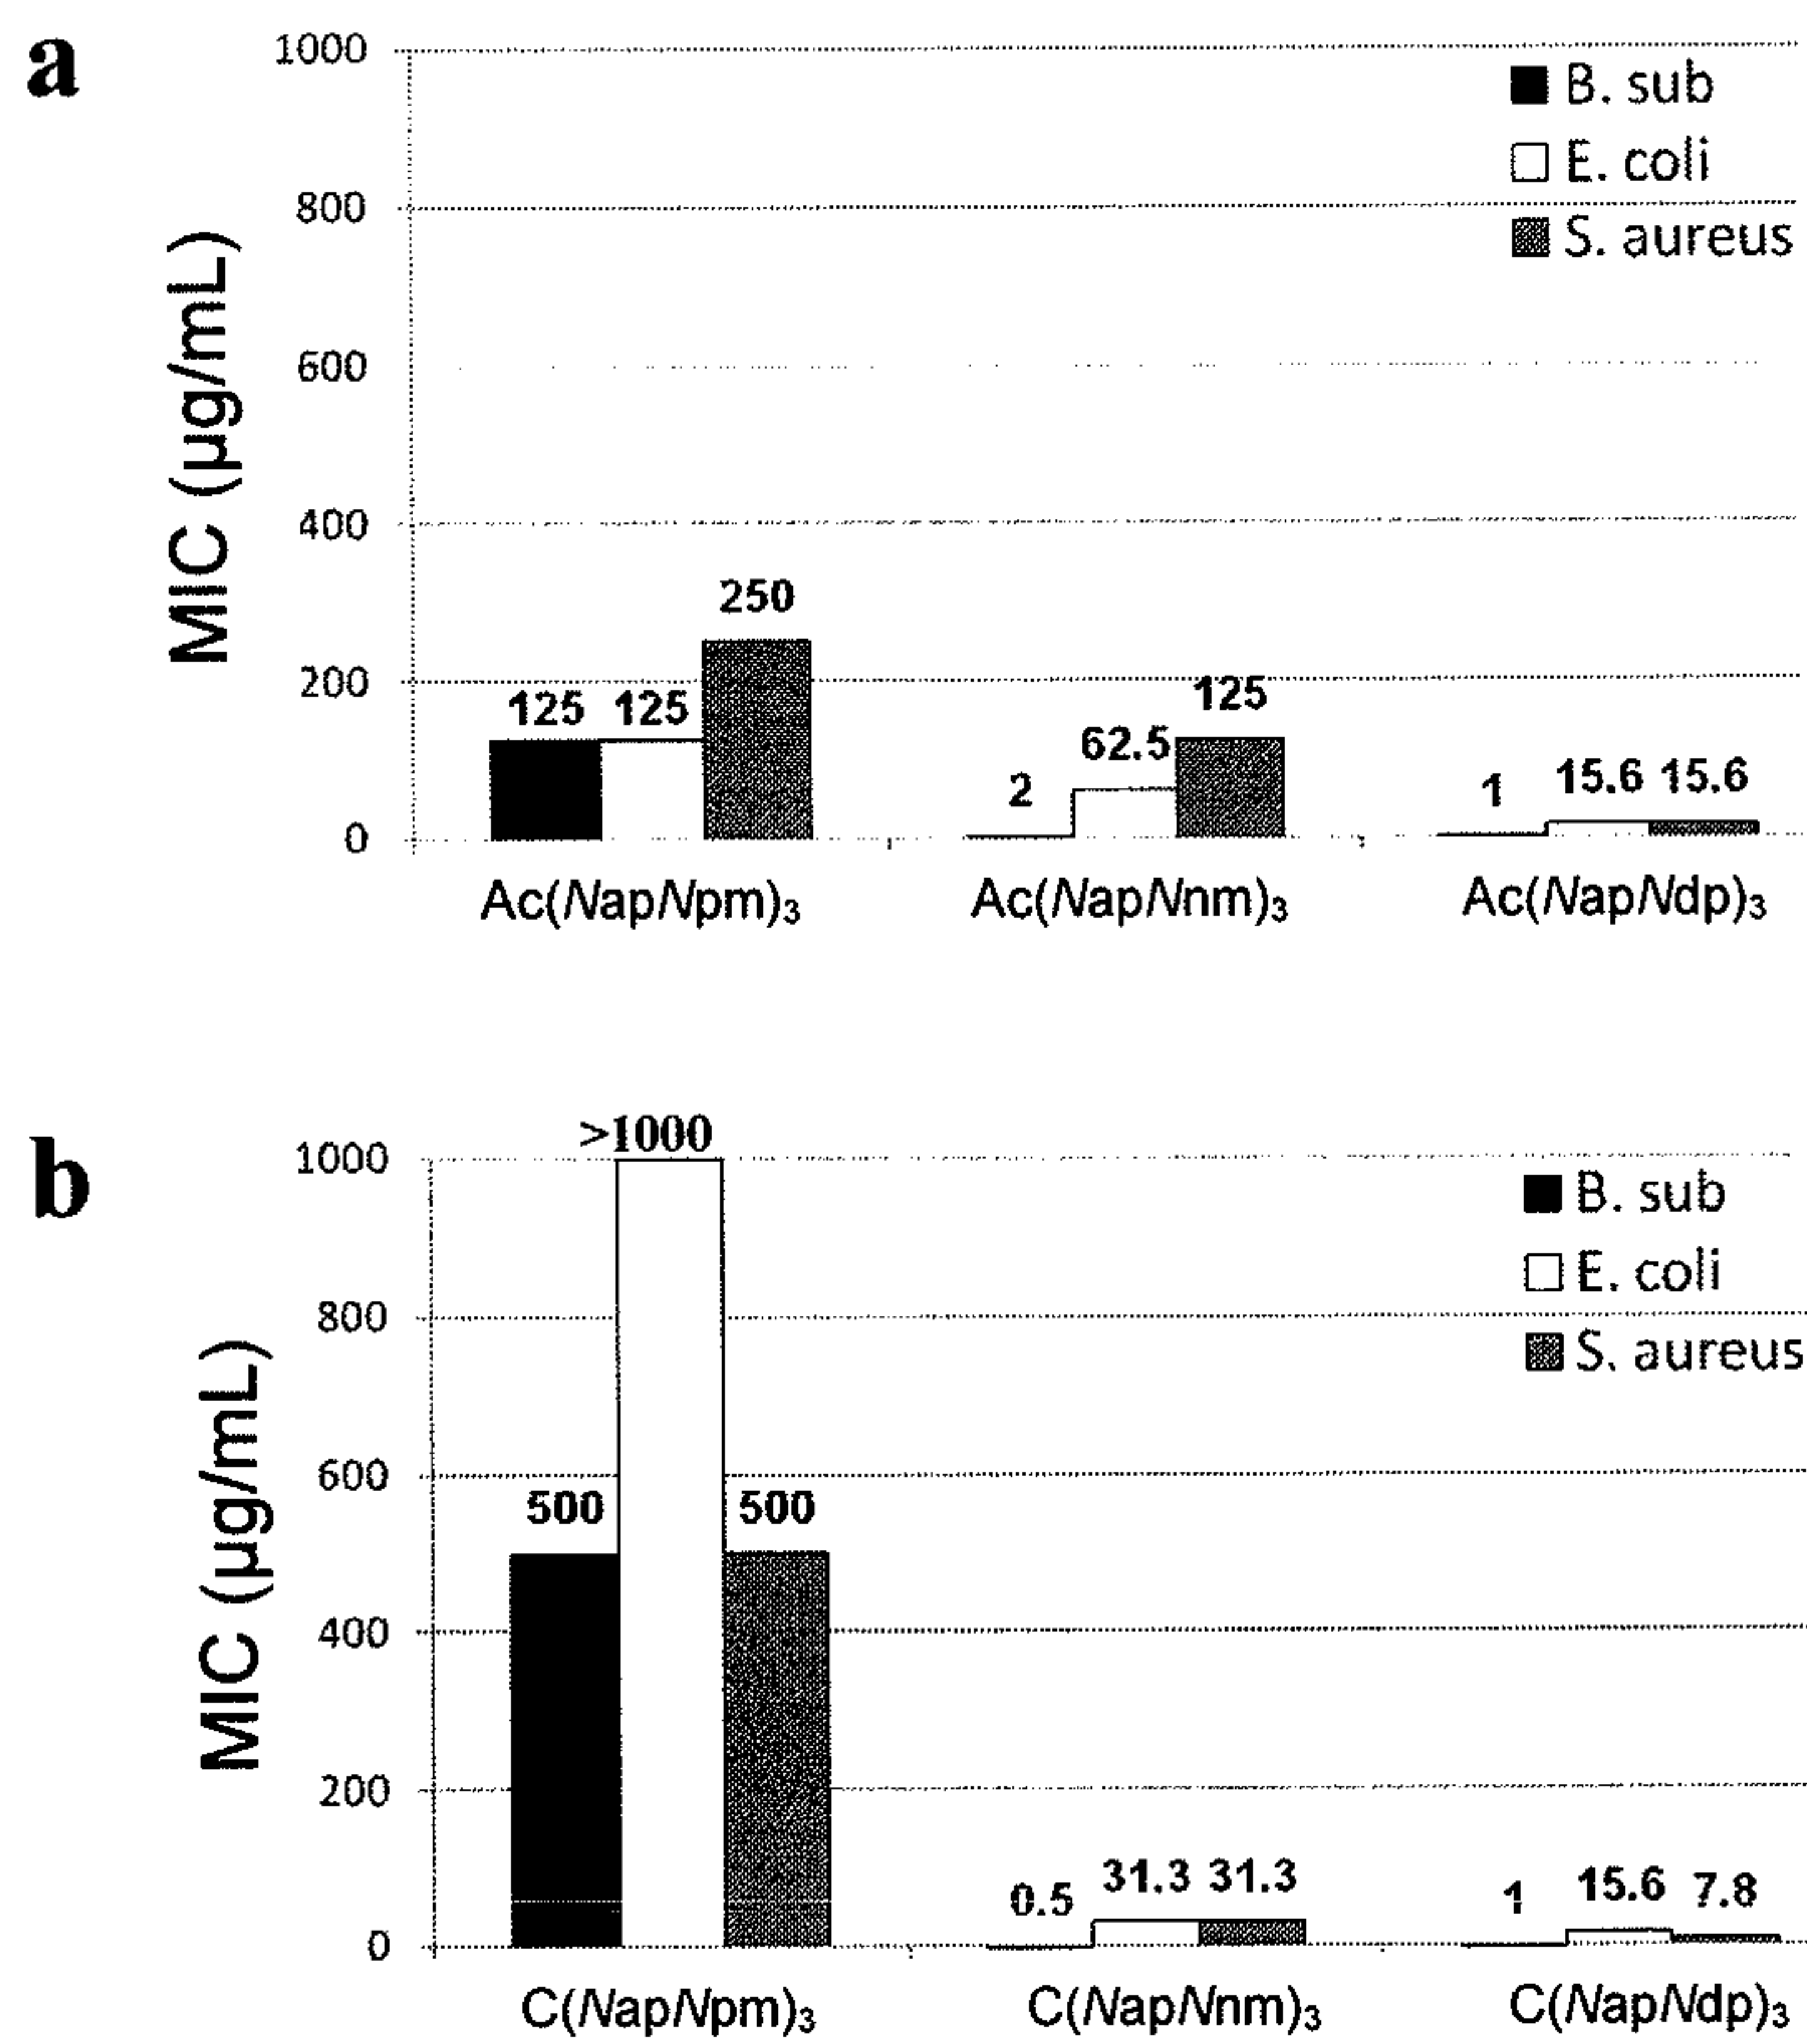 a
MIC (µg/mL)
1000
800
600
400
200
0
B. sub
E. coli
S. aureus
125 125 250
2 62.5 125
1 15.6 15.6
Ac(NapNpm)₃ Ac(NapNnm)₃ Ac(NapNdp)₃
b
MIC (µg/mL)
1000
800
600
400
200
0
B. sub
E. coli
S. aureus
500 >1000 500
0.5 31.3 31.3
1 15.6 7.8
C(NapNpm)₃ C(NapNnm)₃ C(NapNdp)₃